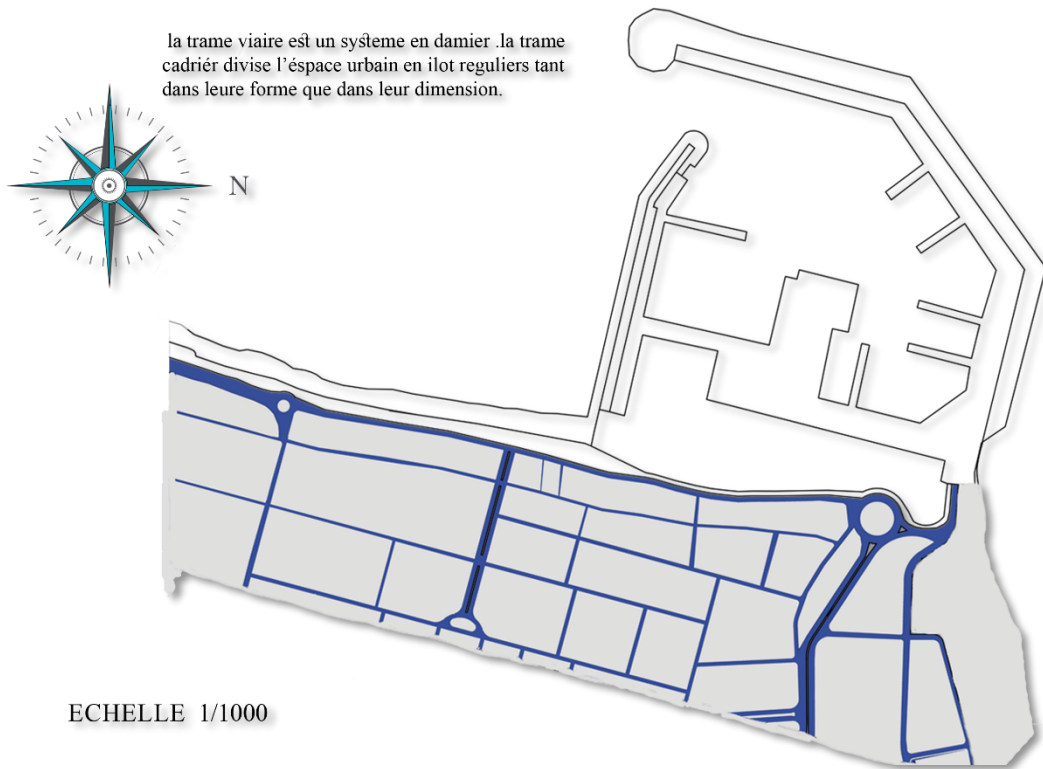 la trame viaire est un systeme en damier .la trame
cadriér divise l’éspace urbain en ilot reguliers tant
dans leure forme que dans leur dimension.
N
ECHELLE 1/1000